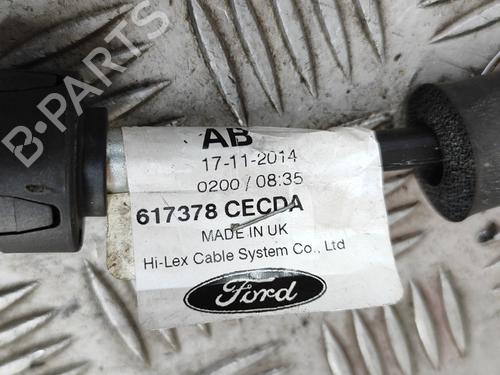 AB
17-11-2014
0200 / 08:35
617378 CECDA
MADE IN UK
Hi-Lex Cable System Co., Ltd
Ford
B-PARTS